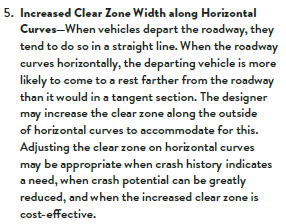 5. Increased Clear Zone Width along Horizontal
Curves—When vehicles depart the roadway, they
tend to do so in a straight line. When the roadway
curves horizontally, the departing vehicle is more
likely to come to a rest farther from the roadway
than it would in a tangent section. The designer
may increase the clear zone along the outside
of horizontal curves to accommodate for this.
Adjusting the clear zone on horizontal curves
may be appropriate when crash history indicates
a need, when crash potential can be greatly
reduced, and when the increased clear zone is
cost-effective.